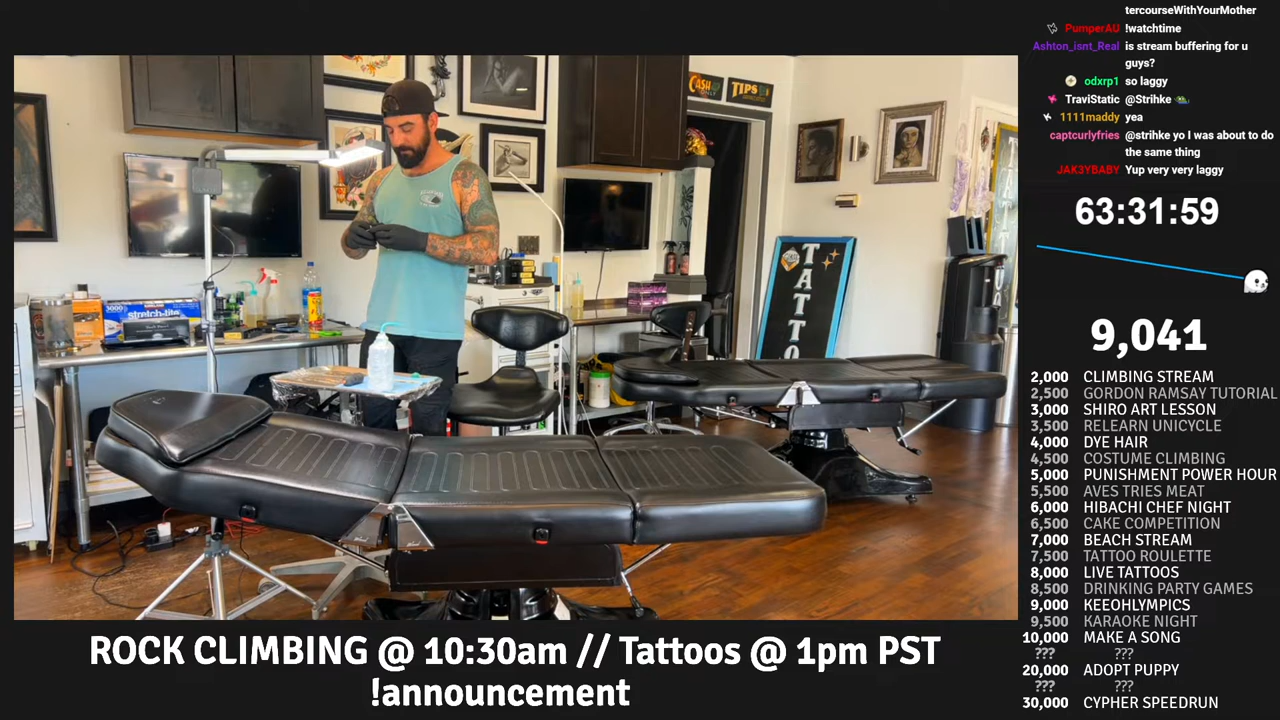 tercourseWithYourMother
PumperAU !watchtime
Ashton_isnt_Real is stream buffering for u
guys?
odxrp1 so laggy
TraviStatic @Strihke
1111maddy yea
captcurlyfries @strihke yo I was about to do
the same thing
JAK3YBABY Yup very very laggy
63:31:59
9,041
2,000 CLIMBING STREAM
2,500 GORDON RAMSAY TUTORIAL
3,000 SHIRO ART LESSON
3,500 RELEARN UNICYCLE
4,000 DYE HAIR
4,500 COSTUME CLIMBING
5,000 PUNISHMENT POWER HOUR
5,500 AVES TRIES MEAT
6,000 HIBACHI CHEF NIGHT
6,500 CAKE COMPETITION
7,000 BEACH STREAM
7,500 TATTOO ROULETTE
8,000 LIVE TATTOOS
8,500 DRINKING PARTY GAMES
9,000 KEEOHLYMPICS
9,500 KARAOKE NIGHT
10,000 MAKE A SONG
??? ???
20,000 ADOPT PUPPY
??? ???
30,000 CYPHER SPEEDRUN
CASH
ONLY
TIPS
TATTO
stretch-tite
ROCK CLIMBING @ 10:30am // Tattoos @ 1pm PST
!announcement